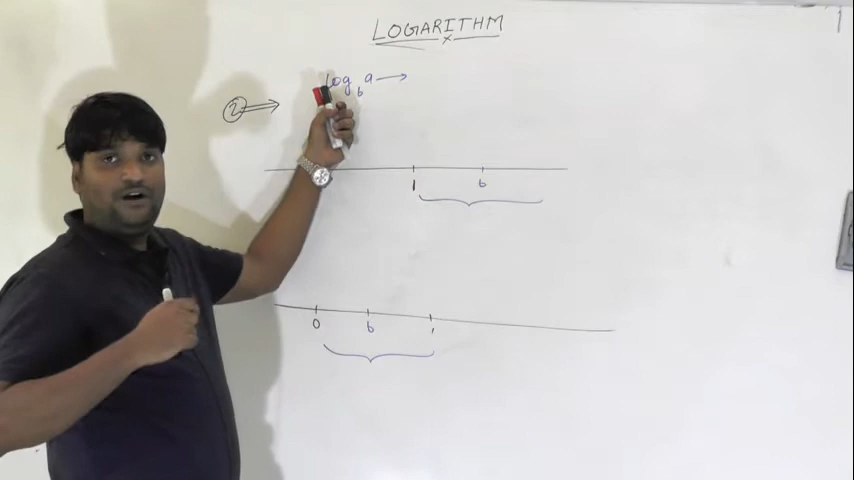 LOGARITHM
x
2 ⇒ log_b a →
1 b
0 b 1